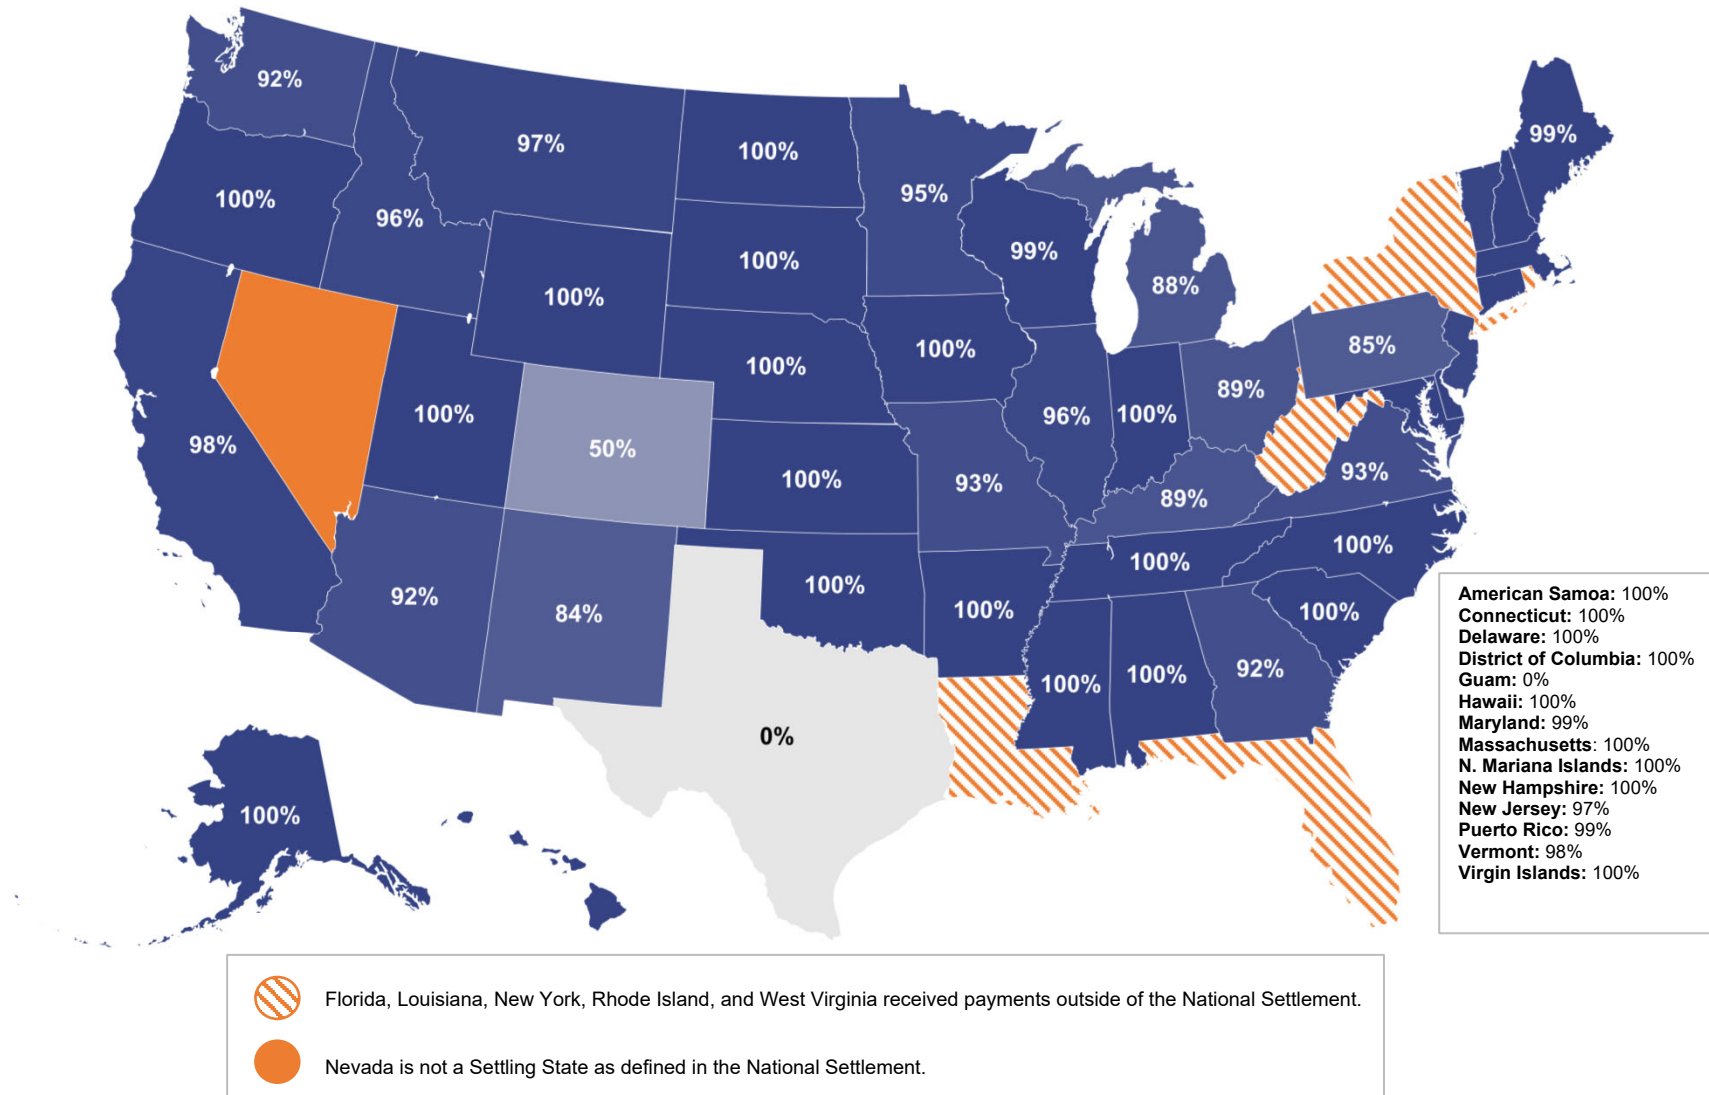 92%
97%
100%
99%
100%
95%
100%
96%
99%
100%
88%
100%
100%
85%
100%
100%
89%
100%
96%
100%
98%
50%
93%
100%
93%
89%
100%
100%
92%
84%
100%
100%
100%
100%
100%
92%
0%
100%
American Samoa: 100%
Connecticut: 100%
Delaware: 100%
District of Columbia: 100%
Guam: 0%
Hawaii: 100%
Maryland: 99%
Massachusetts: 100%
N. Mariana Islands: 100%
New Hampshire: 100%
New Jersey: 97%
Puerto Rico: 99%
Vermont: 98%
Virgin Islands: 100%
Florida, Louisiana, New York, Rhode Island, and West Virginia received payments outside of the National Settlement.
Nevada is not a Settling State as defined in the National Settlement.